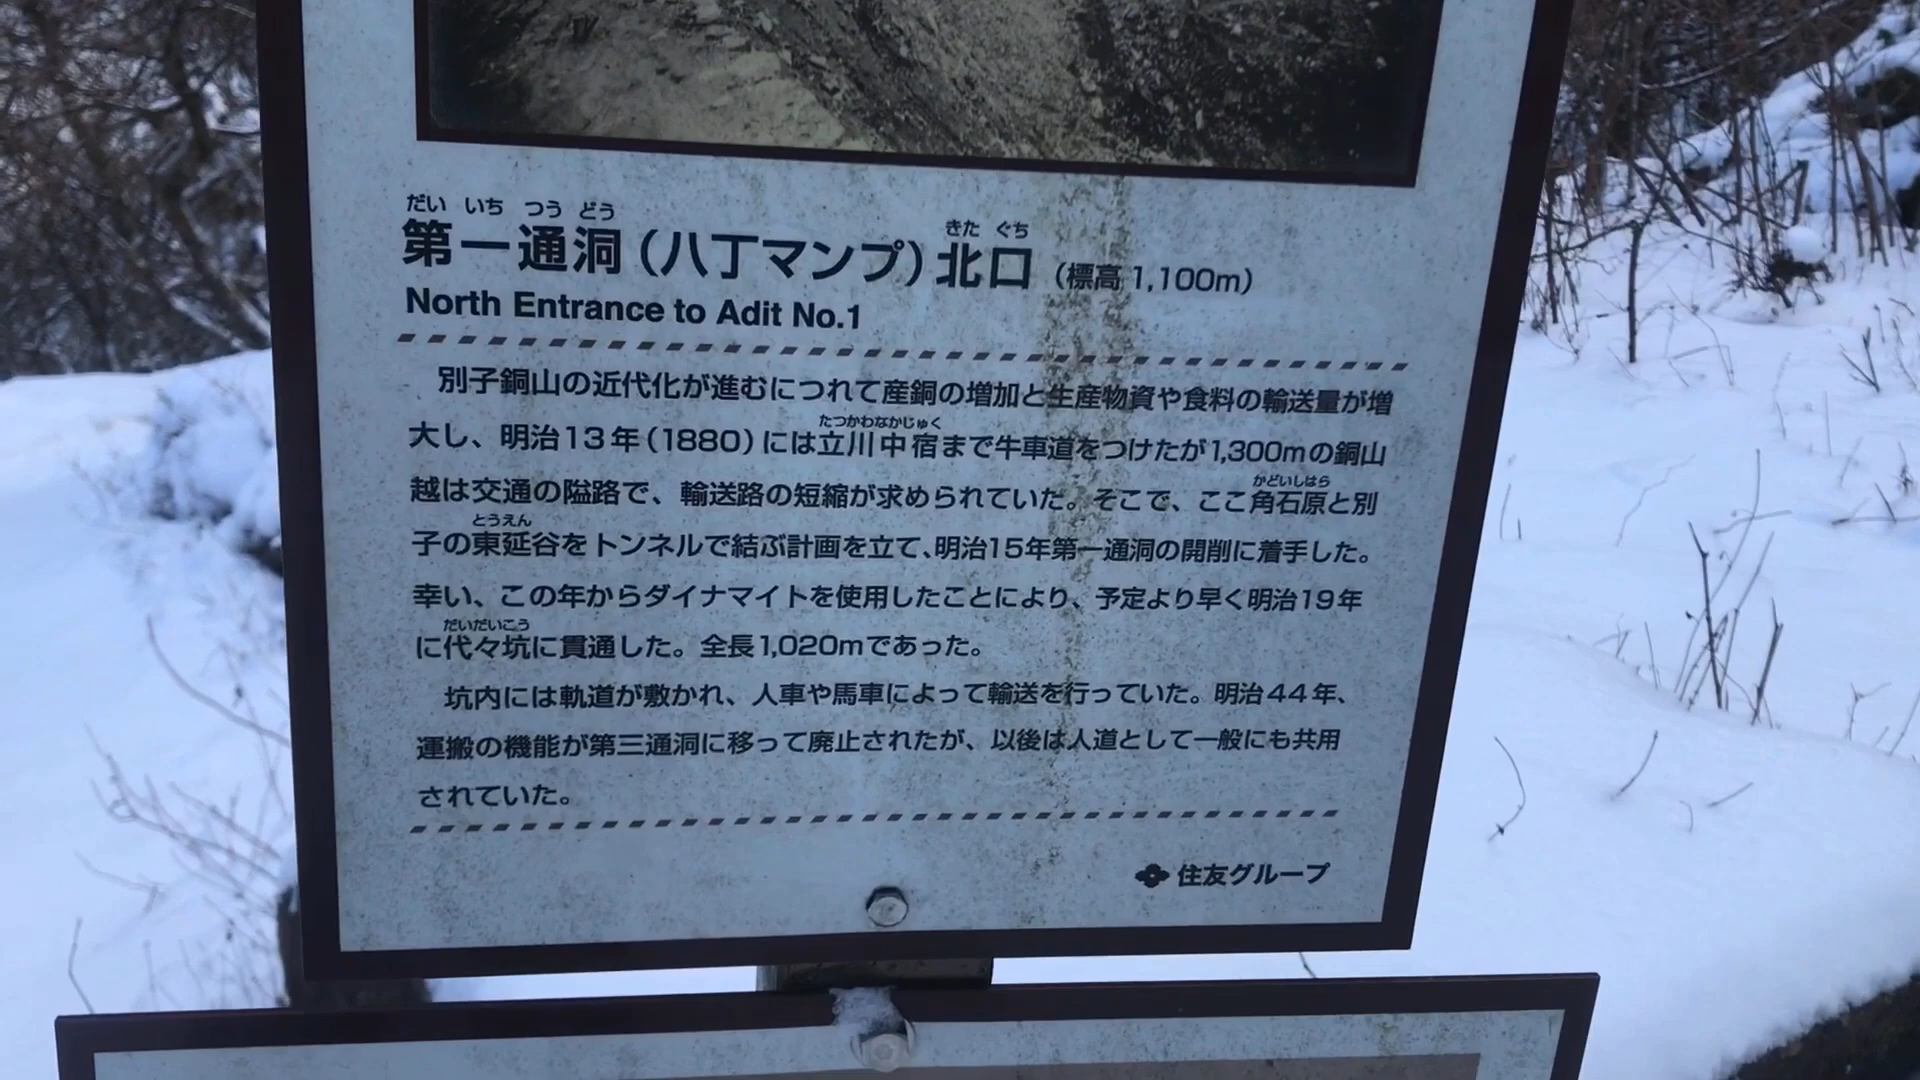 だい いち つう どう きた ぐち
第一通洞（八丁マンプ）北口（標高1,100m）
North Entrance to Adit No.1
別子銅山の近代化が進むにつれて産銅の増加と生産物資や食料の輸送量が増
たつかわなかじゅく
大し、明治13年（1880）には立川中宿まで牛車道をつけたが1,300mの銅山
かどいしはら
越は交通の隘路で、輸送路の短縮が求められていた。そこで、ここ角石原と別
とうえん
子の東延谷をトンネルで結ぶ計画を立て、明治15年第一通洞の開削に着手した。
幸い、この年からダイナマイトを使用したことにより、予定より早く明治19年
だいだいこう
に代々坑に貫通した。全長1,020mであった。
坑内には軌道が敷かれ、人車や馬車によって輸送を行っていた。明治44年、
運搬の機能が第三通洞に移って廃止されたが、以後は人道として一般にも共用
されていた。
住友グループ